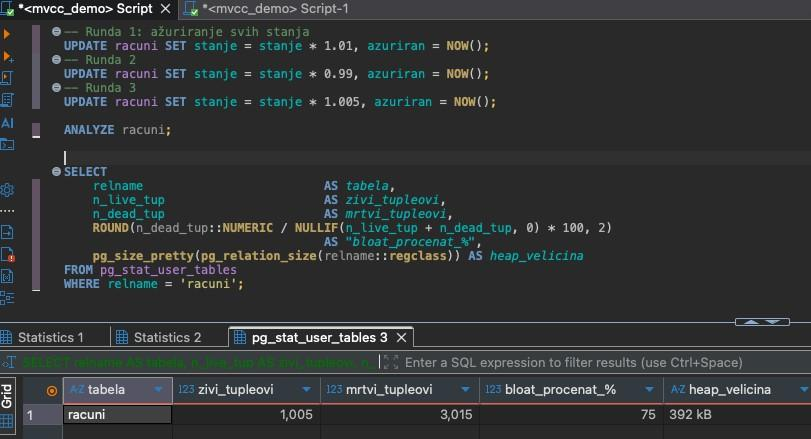 *<mvcc_demo> Script
*<mvcc_demo> Script-1
-- Runda 1: ažuriranje svih stanja
UPDATE racuni SET stanje = stanje * 1.01, azuriran = NOW();
-- Runda 2
UPDATE racuni SET stanje = stanje * 0.99, azuriran = NOW();
-- Runda 3
UPDATE racuni SET stanje = stanje * 1.005, azuriran = NOW();
ANALYZE racuni;
SELECT
relname AS tabela,
n_live_tup AS zivi_tupleovi,
n_dead_tup AS mrtvi_tupleovi,
ROUND(n_dead_tup::NUMERIC / NULLIF(n_live_tup + n_dead_tup, 0) * 100, 2)
AS "bloat_procenat_%",
pg_size_pretty(pg_relation_size(relname::regclass)) AS heap_velicina
FROM pg_stat_user_tables
WHERE relname = 'racuni';
AI
Statistics 1
Statistics 2
pg_stat_user_tables 3
SELECT relname AS tabela, n_live_tup AS zivi_tupleovi, n_
Enter a SQL expression to filter results (use Ctrl+Space)
Grid
A-Z tabela
123 zivi_tupleovi
123 mrtvi_tupleovi
123 bloat_procenat_%
A-Z heap_velicina
1 racuni 1,005 3,015 75 392 kB